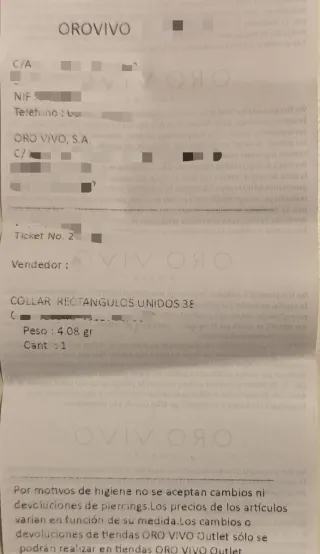 OROVIVO
C/A
NIF
Teléfono :
ORO VIVO, S.A.
C/
Ticket No. 2
Vendedor :
COLLAR RECTANGULOS UNIDOS
Peso : 4.08 gr
Cant. : 1
Por motivos de higiene no se aceptan cambios ni
devoluciones de piercings.Los precios de los artículos
varían en función de su medida.Los cambios o
devoluciones de tiendas ORO VIVO Outlet sólo se
podrán realizar en tiendas ORO VIVO Outlet